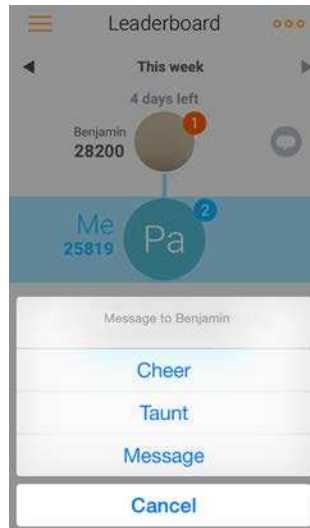 Leaderboard
This week
4 days left
1
Benjamin
28200
2
Me
25819
Pa
Message to Benjamin
Cheer
Taunt
Message
Cancel